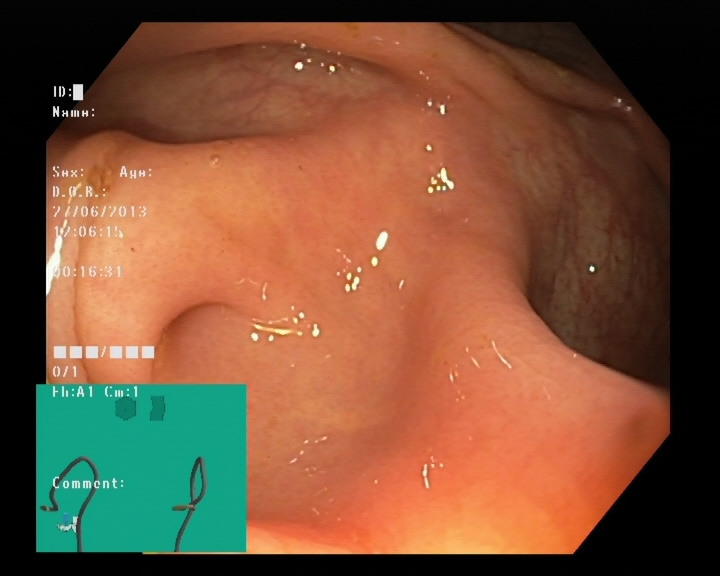 ID:
Name:
Sex: Age:
D.O.B.:
27/06/2013
12:06:15
00:16:31
/
0/1
Eh:A1 Cm:1
Comment: